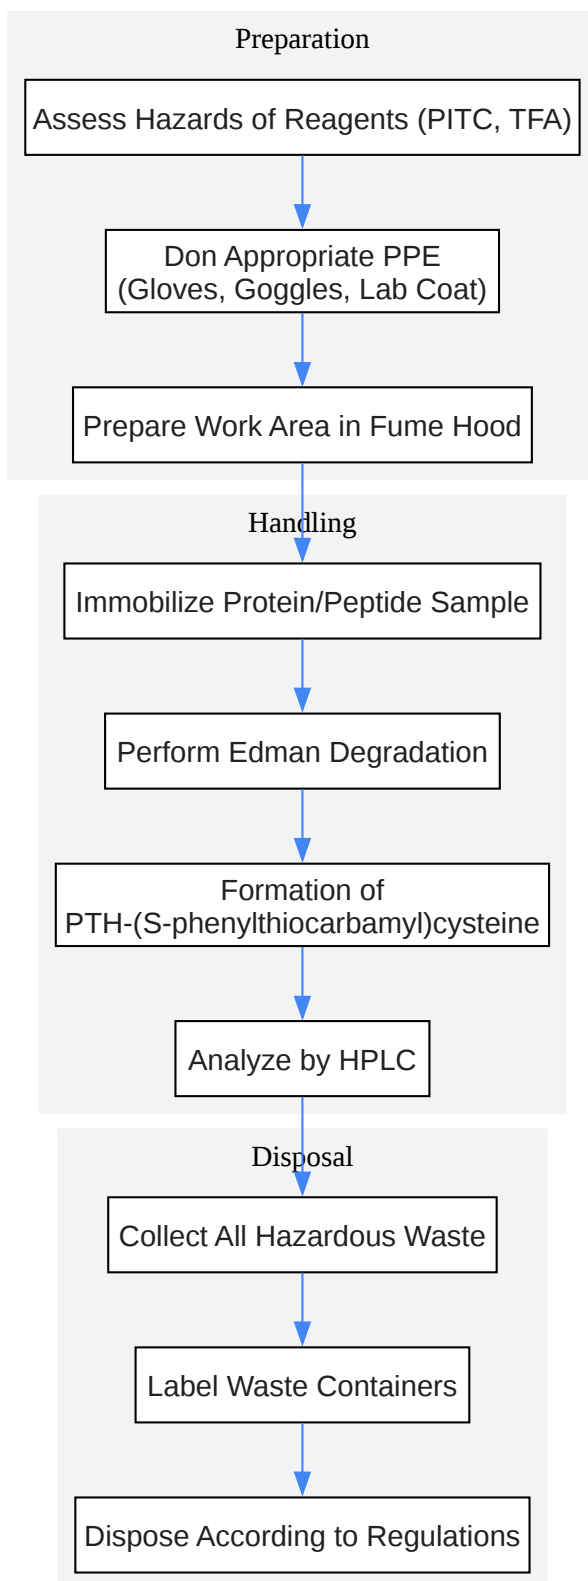 Preparation
Assess Hazards of Reagents (PITC, TFA)
Don Appropriate PPE
(Gloves, Goggles, Lab Coat)
Prepare Work Area in Fume Hood
Handling
Immobilize Protein/Peptide Sample
Perform Edman Degradation
Formation of
PTH-(S-phenylthiocarbamyl)cysteine
Analyze by HPLC
Disposal
Collect All Hazardous Waste
Label Waste Containers
Dispose According to Regulations